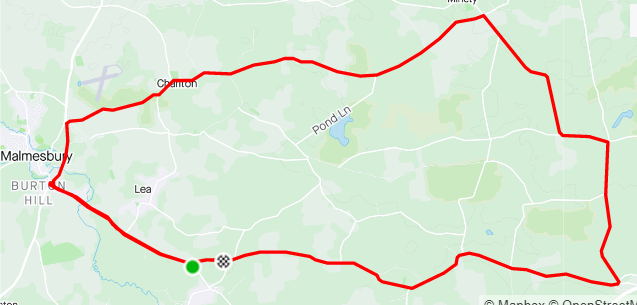 Minety
Charlton
Pond Ln
Malmesbury
BURTON
HILL
Lea
© Mapbox © OpenStreetM